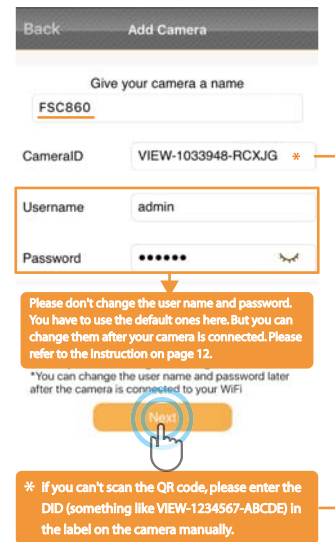 Back Add Camera
Give your camera a name
FSC860
CameraID VIEW-1033948-RCXJG *
Username admin
Password ••••••
Please don't change the user name and password.
You have to use the default ones here. But you can
change them after your camera is connected. Please
refer to the instruction on page 12.
*You can change the user name and password later
after the camera is connected to your WiFi
Next
* if you can't scan the QR code, please enter the
DID (something like VIEW-1234567-ABCDE) in
the label on the camera manually.